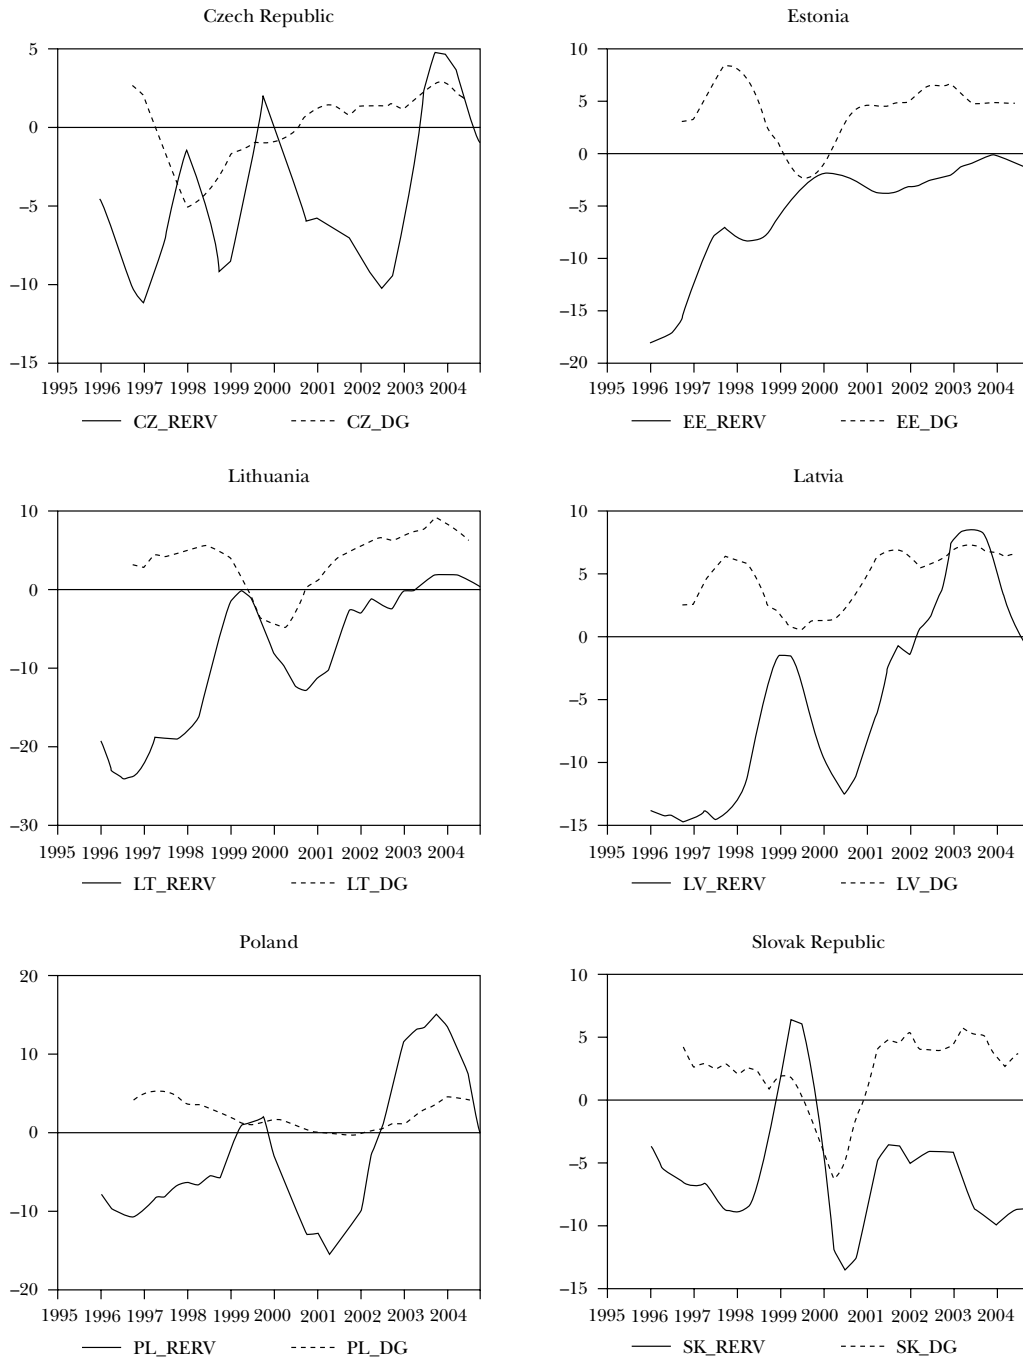 Czech Republic
5
0
–5
–10
–15
1995 1996 1997 1998 1999 2000 2001 2002 2003 2004
CZ_RERV CZ_DG
Estonia
10
5
0
–5
–10
–15
–20
1995 1996 1997 1998 1999 2000 2001 2002 2003 2004
EE_RERV EE_DG
Lithuania
10
0
–10
–20
–30
1995 1996 1997 1998 1999 2000 2001 2002 2003 2004
LT_RERV LT_DG
Latvia
10
5
0
–5
–10
–15
1995 1996 1997 1998 1999 2000 2001 2002 2003 2004
LV_RERV LV_DG
Poland
20
10
0
–10
–20
1995 1996 1997 1998 1999 2000 2001 2002 2003 2004
PL_RERV PL_DG
Slovak Republic
10
5
0
–5
–10
–15
1995 1996 1997 1998 1999 2000 2001 2002 2003 2004
SK_RERV SK_DG